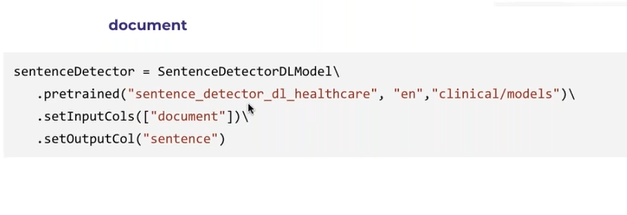 document
sentenceDetector = SentenceDetectorDLModel\
.pretrained("sentence_detector_dl_healthcare", "en","clinical/models")\
.setInputCols(["document"])\
.setOutputCol("sentence")